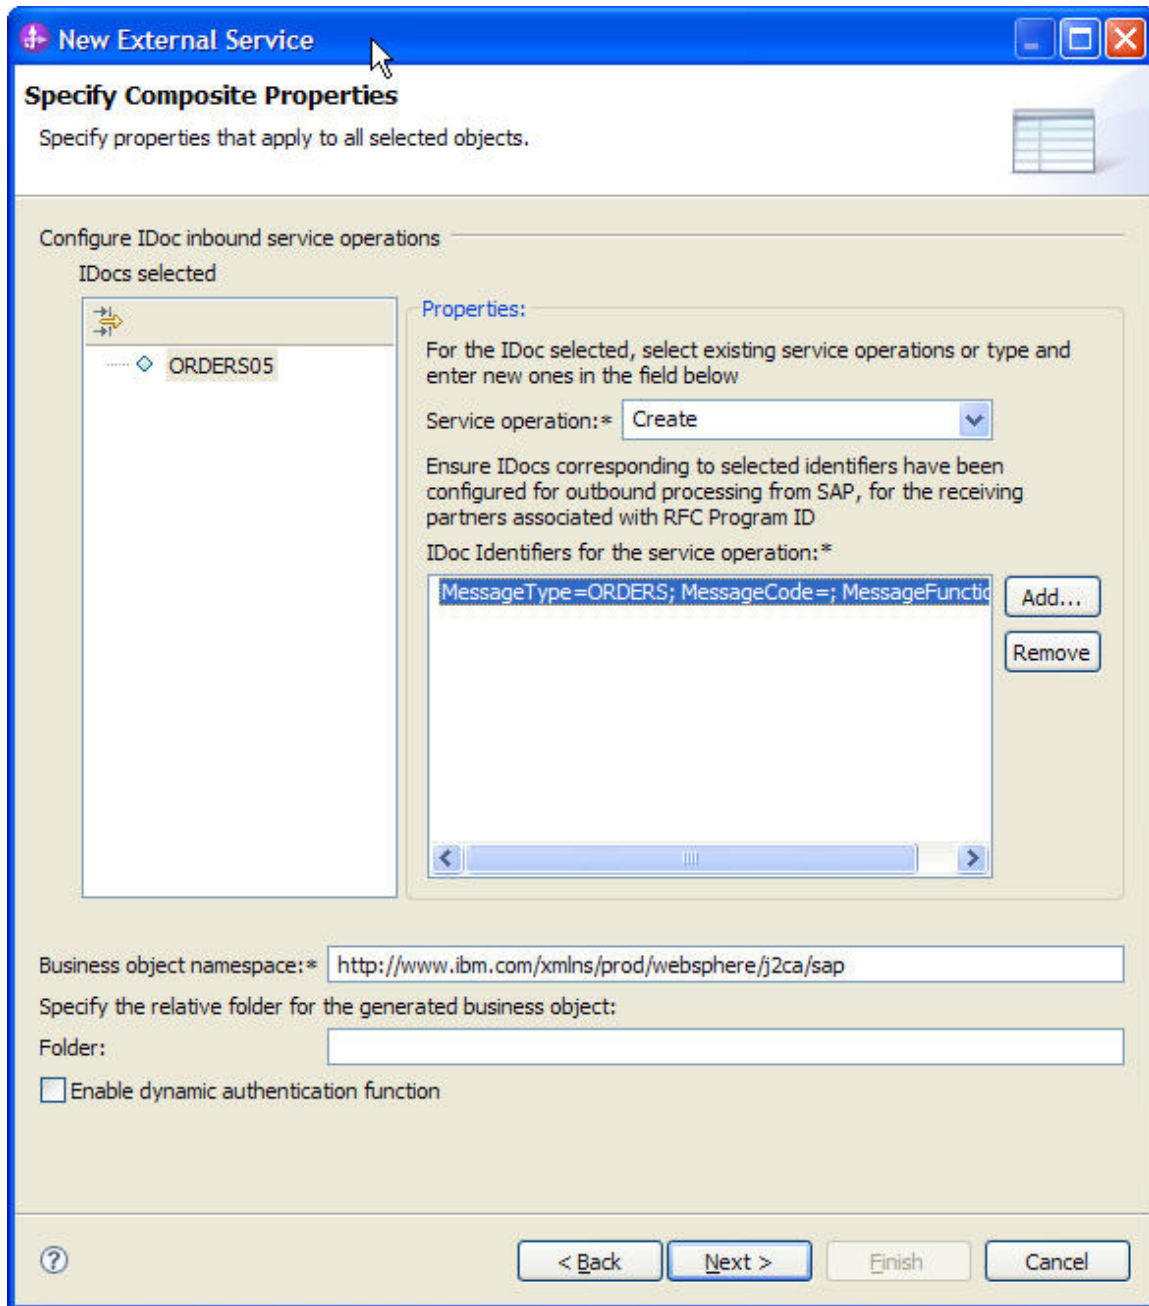 New External Service
Specify Composite Properties
Specify properties that apply to all selected objects.
Configure IDoc inbound service operations
IDocs selected
ORDERS05
Properties:
For the IDoc selected, select existing service operations or type and
enter new ones in the field below
Service operation:* Create
Ensure IDocs corresponding to selected identifiers have been
configured for outbound processing from SAP, for the receiving
partners associated with RFC Program ID
IDoc Identifiers for the service operation:*
MessageType=ORDERS; MessageCode=; MessageFunctio
Add...
Remove
Business object namespace:* http://www.ibm.com/xmlns/prod/websphere/j2ca/sap
Specify the relative folder for the generated business object:
Folder:
Enable dynamic authentication function
? < Back Next > Finish Cancel